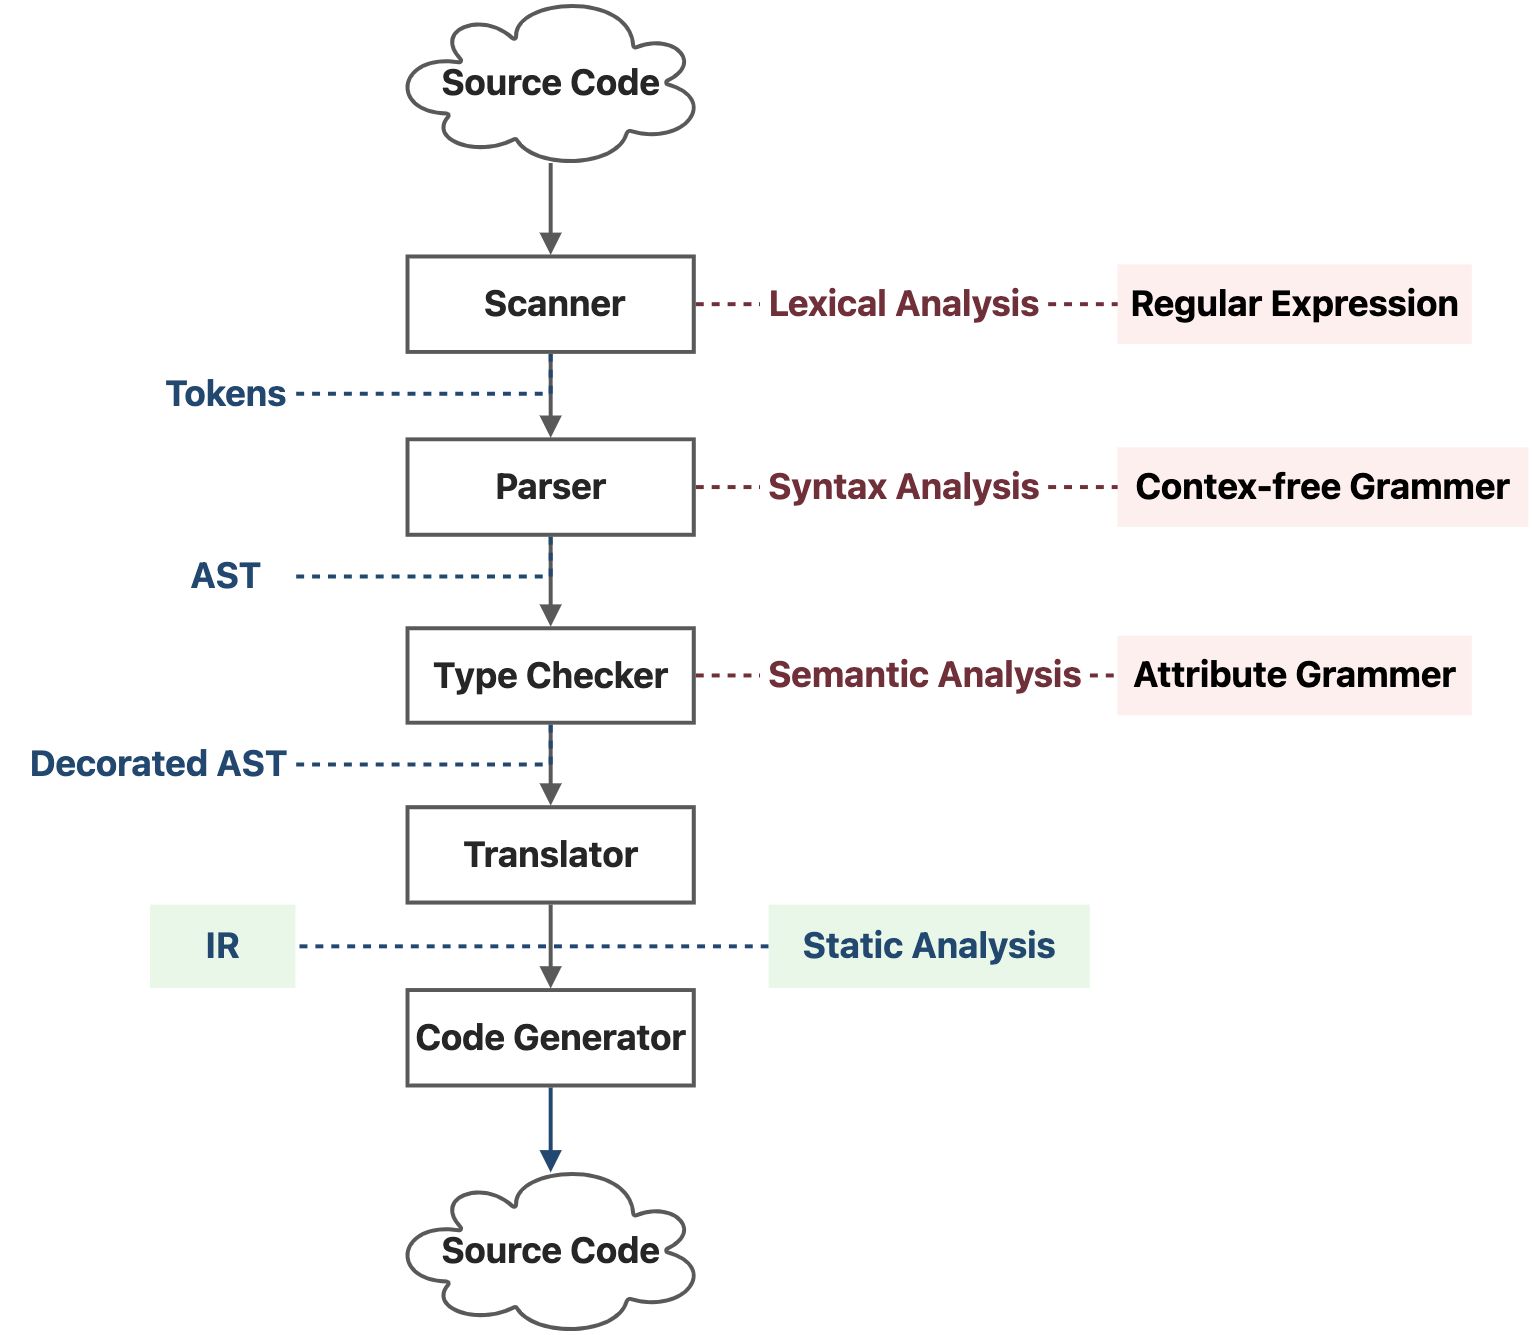 Source Code
Scanner
Lexical Analysis
Regular Expression
Tokens
Parser
Syntax Analysis
Contex-free Grammer
AST
Type Checker
Semantic Analysis
Attribute Grammer
Decorated AST
Translator
IR
Static Analysis
Code Generator
Source Code